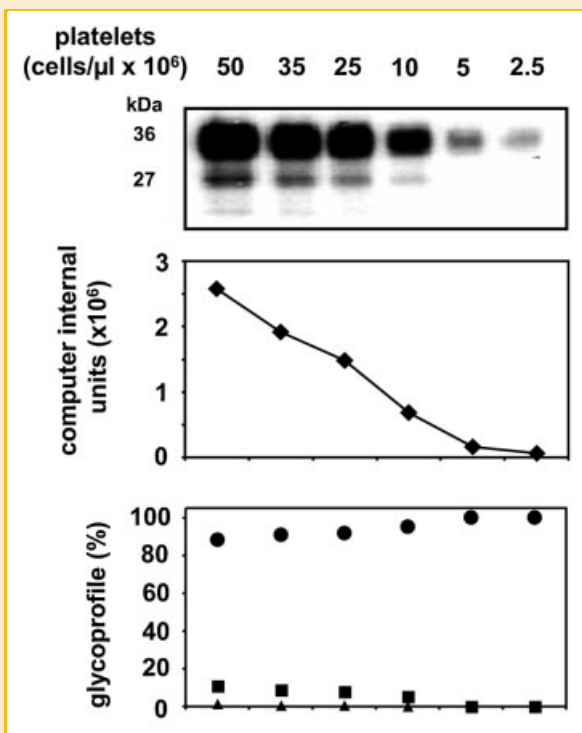 platelets
(cells/µl x 10⁶) 50 35 25 10 5 2.5
kDa
36
27
computer internal
units (x10⁶)
3
2
1
0
glycoprofile (%)
100
80
60
40
20
0